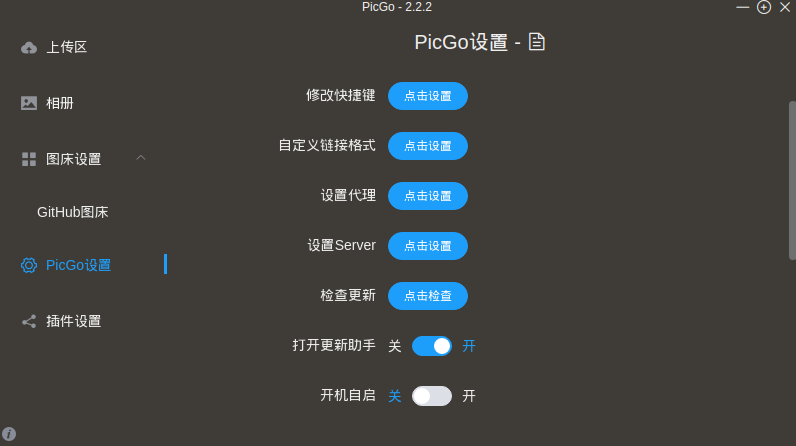 PicGo - 2.2.2
上传区
相册
图床设置
GitHub图床
PicGo设置
插件设置
PicGo设置 -
修改快捷键 点击设置
自定义链接格式 点击设置
设置代理 点击设置
设置Server 点击设置
检查更新 点击检查
打开更新助手 关 开
开机自启 关 开